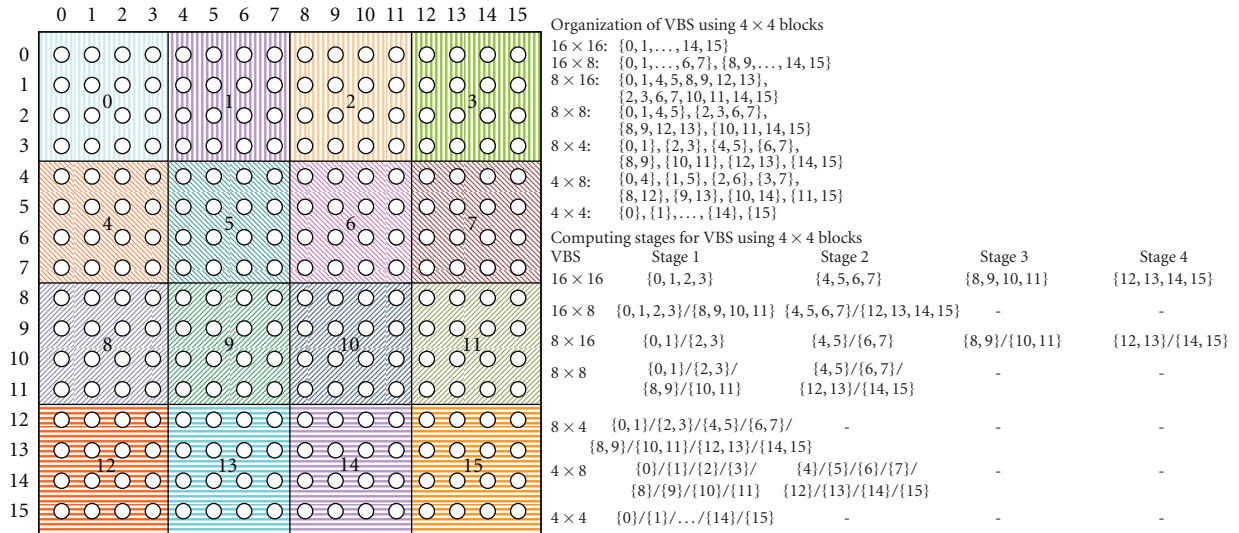 0 1 2 3 4 5 6 7 8 9 10 11 12 13 14 15
0
1
2
3
4
5
6
7
8
9
10
11
12
13
14
15
0 1 2 3
4 5 6 7
8 9 10 11
12 13 14 15
Organization of VBS using 4 × 4 blocks
16 × 16: {0, 1, . . . , 14, 15}
16 × 8: {0, 1, . . . , 6, 7}, {8, 9, . . . , 14, 15}
8 × 16: {0, 1, 4, 5, 8, 9, 12, 13},
{2, 3, 6, 7, 10, 11, 14, 15}
8 × 8: {0, 1, 4, 5}, {2, 3, 6, 7},
{8, 9, 12, 13}, {10, 11, 14, 15}
8 × 4: {0, 1}, {2, 3}, {4, 5}, {6, 7},
{8, 9}, {10, 11}, {12, 13}, {14, 15}
4 × 8: {0, 4}, {1, 5}, {2, 6}, {3, 7},
{8, 12}, {9, 13}, {10, 14}, {11, 15}
4 × 4: {0}, {1}, . . . , {14}, {15}
Computing stages for VBS using 4 × 4 blocks
VBS Stage 1 Stage 2 Stage 3 Stage 4
16 × 16 {0, 1, 2, 3} {4, 5, 6, 7} {8, 9, 10, 11} {12, 13, 14, 15}
16 × 8 {0, 1, 2, 3}/{8, 9, 10, 11} {4, 5, 6, 7}/{12, 13, 14, 15} - -
8 × 16 {0, 1}/{2, 3} {4, 5}/{6, 7} {8, 9}/{10, 11} {12, 13}/{14, 15}
8 × 8 {0, 1}/{2, 3}/ {4, 5}/{6, 7}/ - -
{8, 9}/{10, 11} {12, 13}/{14, 15}
8 × 4 {0, 1}/{2, 3}/{4, 5}/{6, 7}/ - - -
{8, 9}/{10, 11}/{12, 13}/{14, 15}
4 × 8 {0}/{1}/{2}/{3}/ {4}/{5}/{6}/{7}/ - -
{8}/{9}/{10}/{11} {12}/{13}/{14}/{15}
4 × 4 {0}/{1}/. . ./{14}/{15} - - -